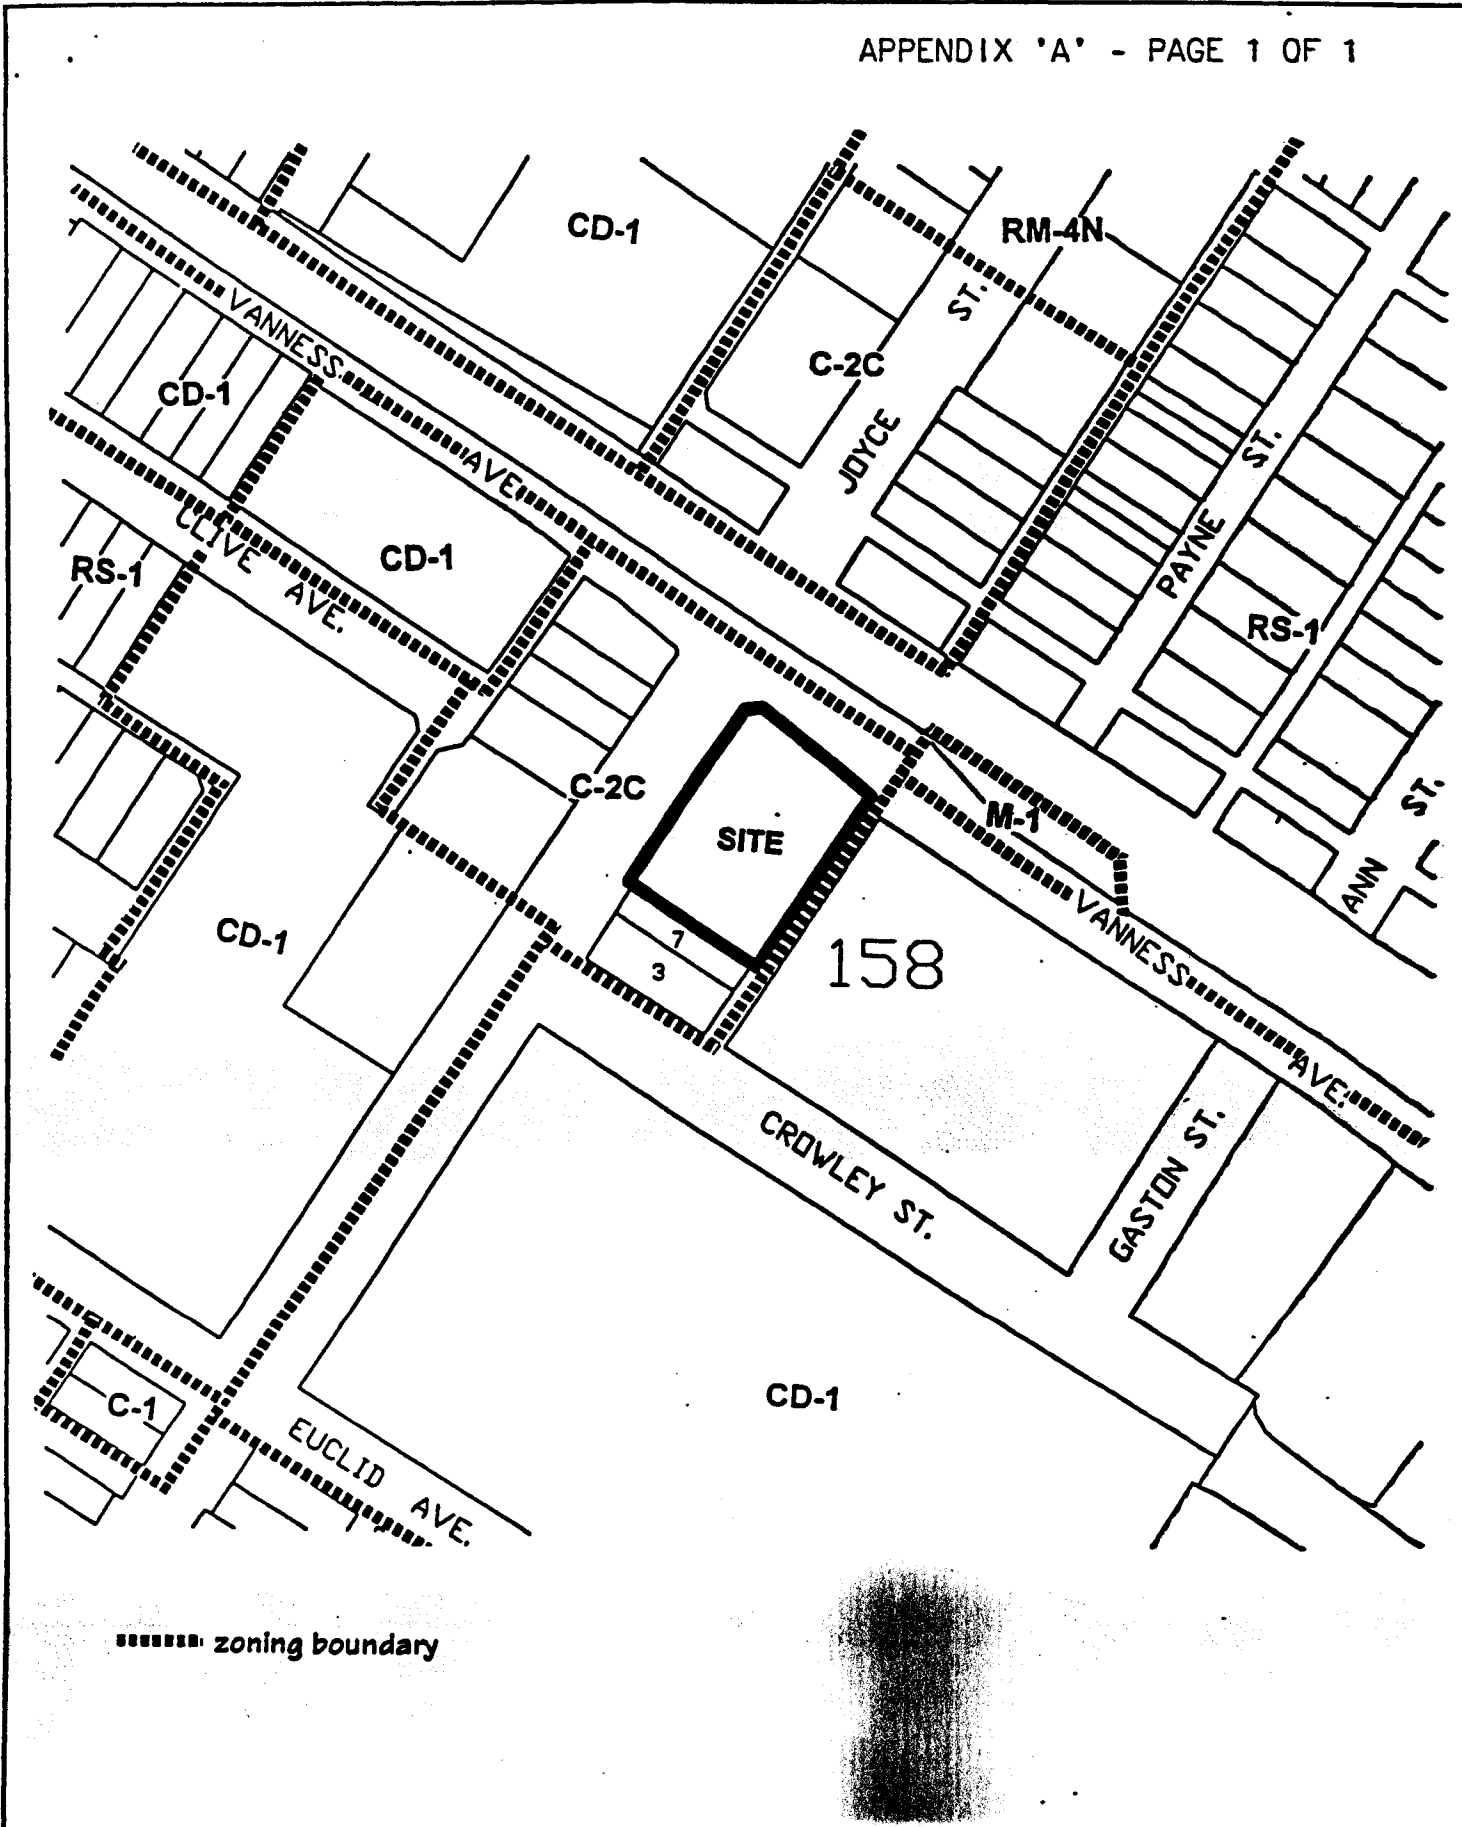 APPENDIX 'A' - PAGE 1 OF 1
CD-1
RM-4N
VANNESS AVE.
ST.
C-2C
CD-1
JOYCE
ST.
CLIVE AVE.
CD-1
RS-1
PAYNE
RS-1
C-2C
SITE
M-1
ST.
ANN
VANNESS AVE.
CD-1
7
3
158
CROWLEY ST.
GASTON ST.
CD-1
C-1
EUCLID AVE.
zoning boundary